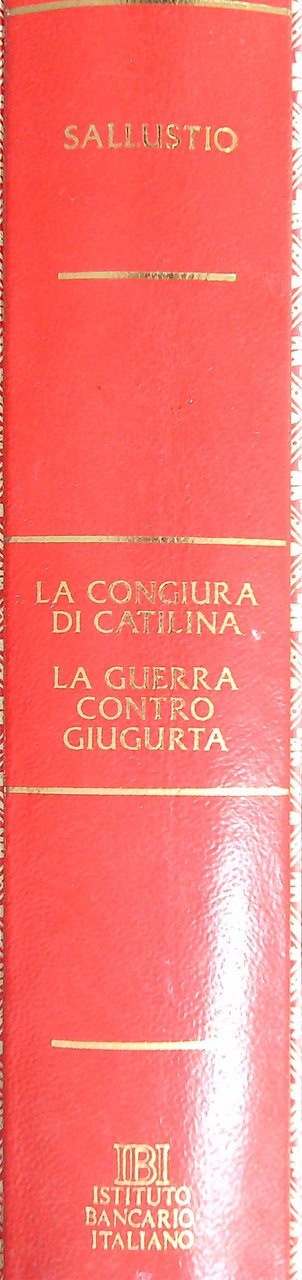 SALLUSTIO
LA CONGIURA
DI CATILINA
LA GUERRA
CONTRO
GIUGURTA
IBI
ISTITUTO
BANCARIO
ITALIANO